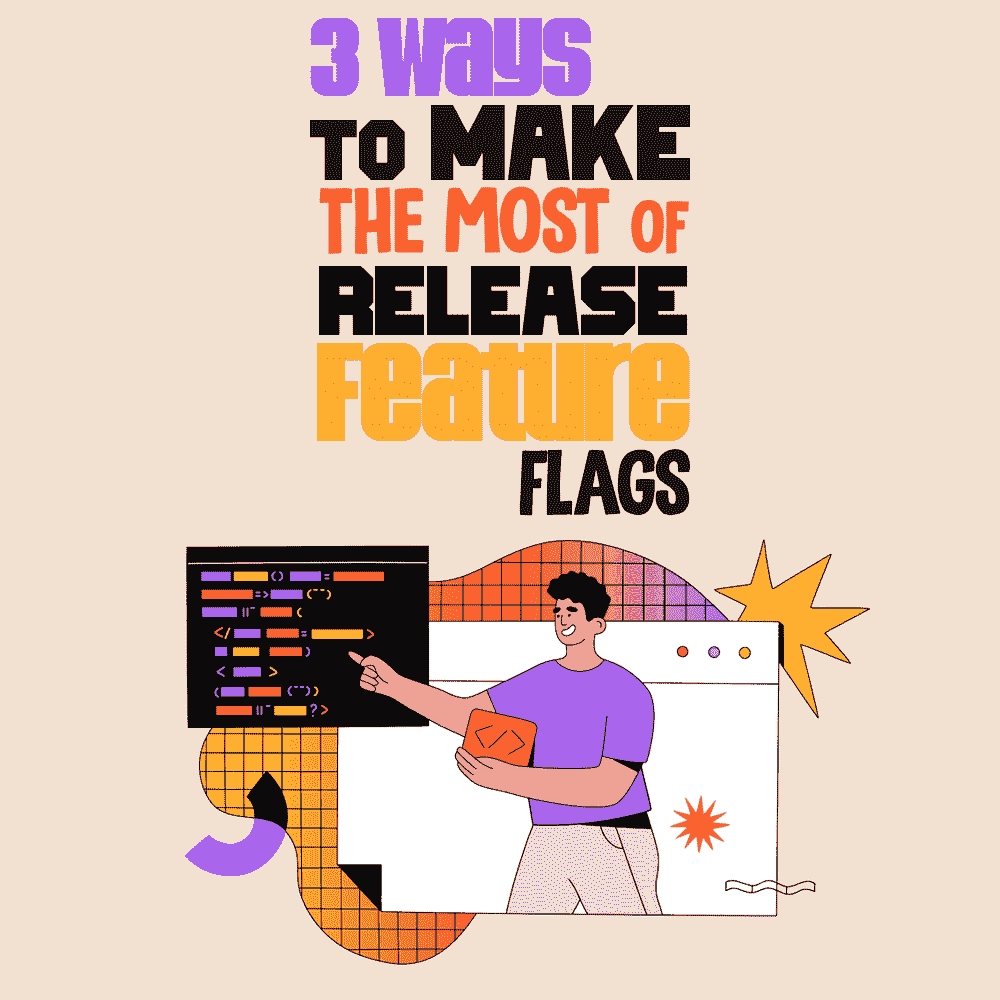 3 Ways
TO MAKE
THE MOST OF
RELEASE
Feature
FLAGS